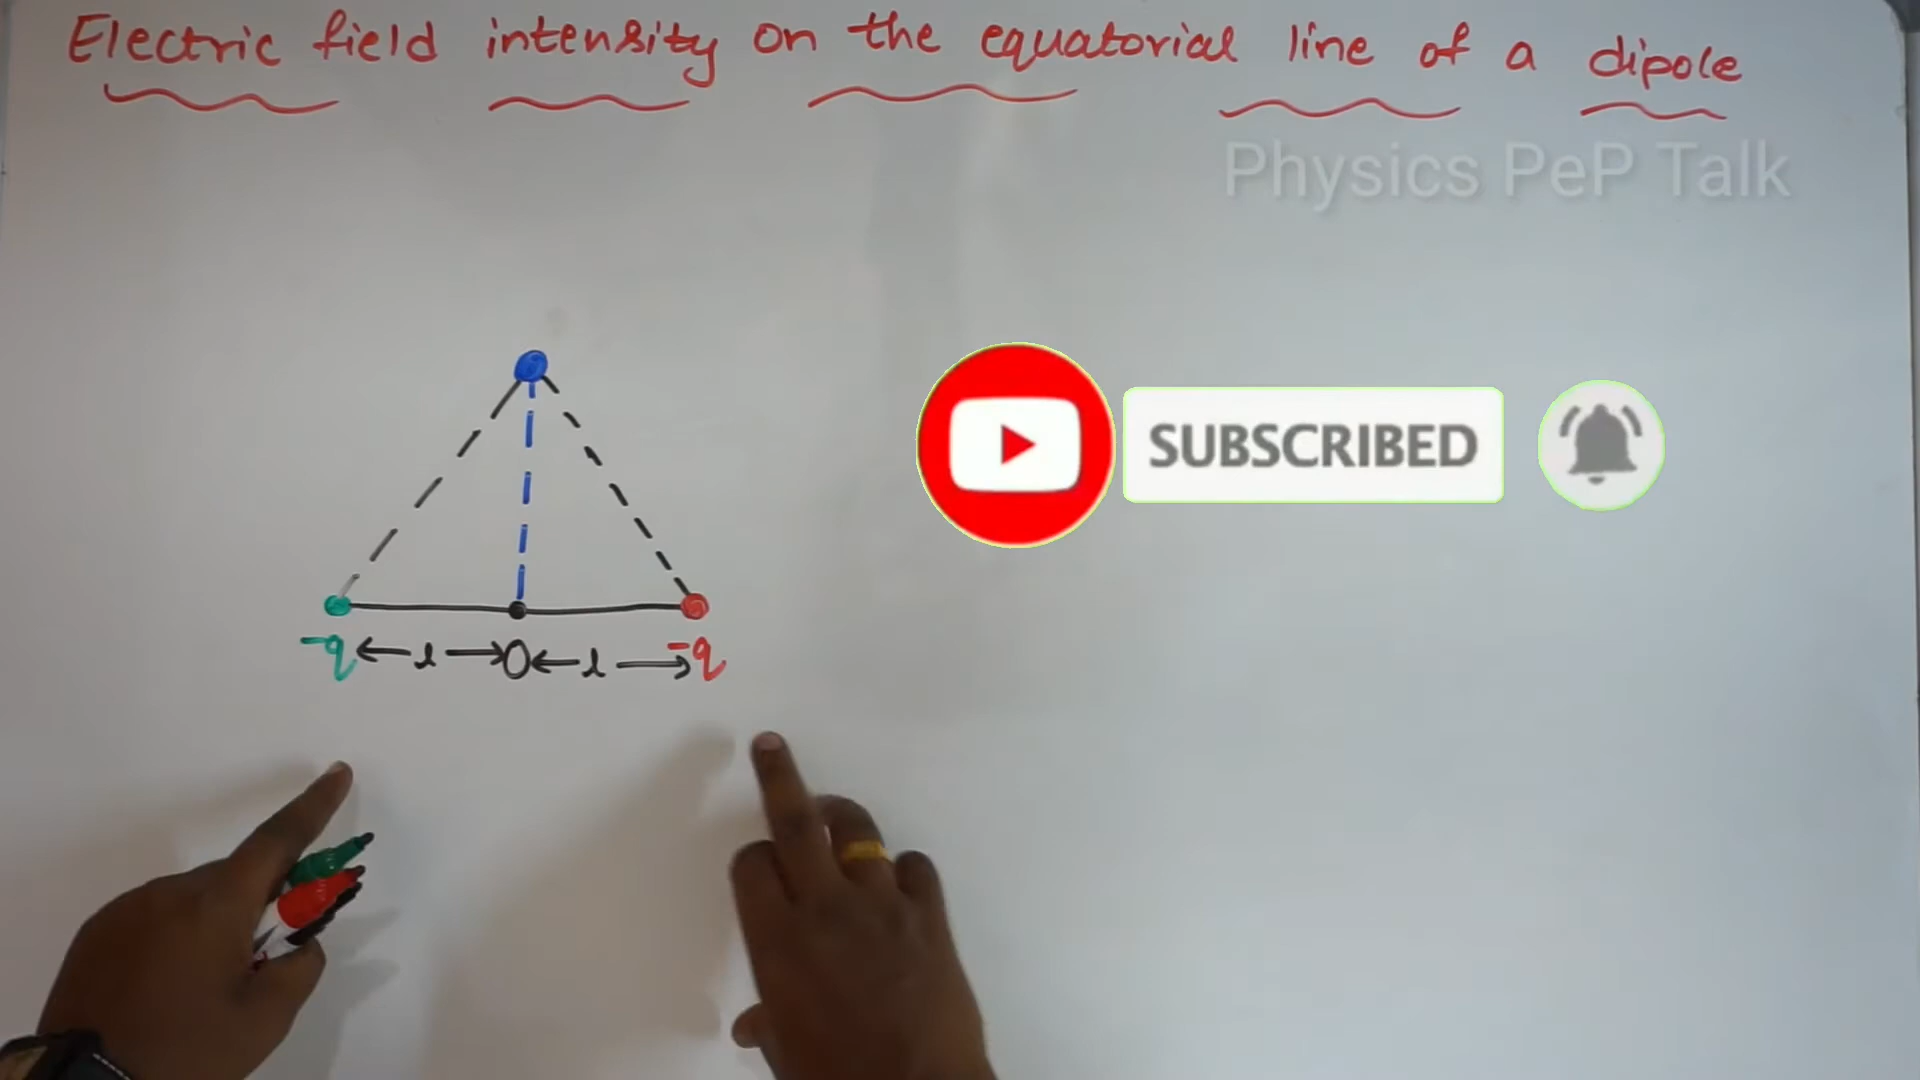 Electric field intensity on the equatorial line of a dipole
Physics PeP Talk
SUBSCRIBED
-q ← l → O ← l → -q